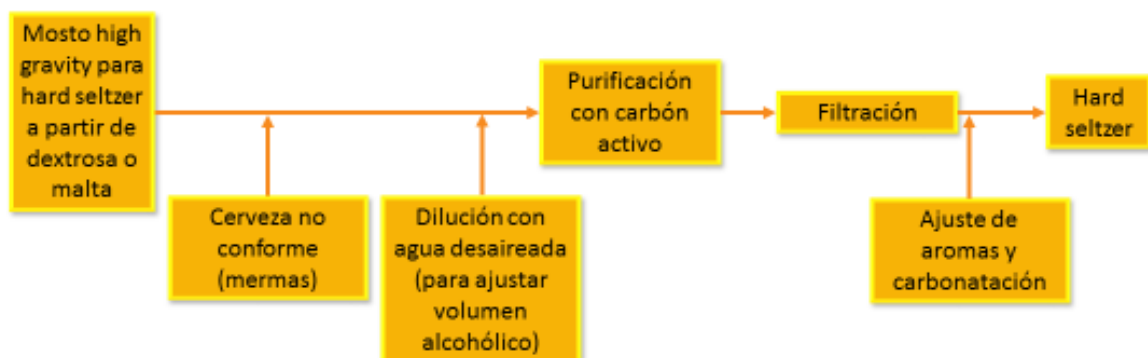 Mosto high
gravity para
hard seltzer
a partir de
dextrosa o
malta
Cerveza no
conforme
(mermas)
Dilución con
agua desaireada
(para ajustar
volumen
alcohólico)
Purificación
con carbón
activo
Filtración
Ajuste de
aromas y
carbonatación
Hard
seltzer